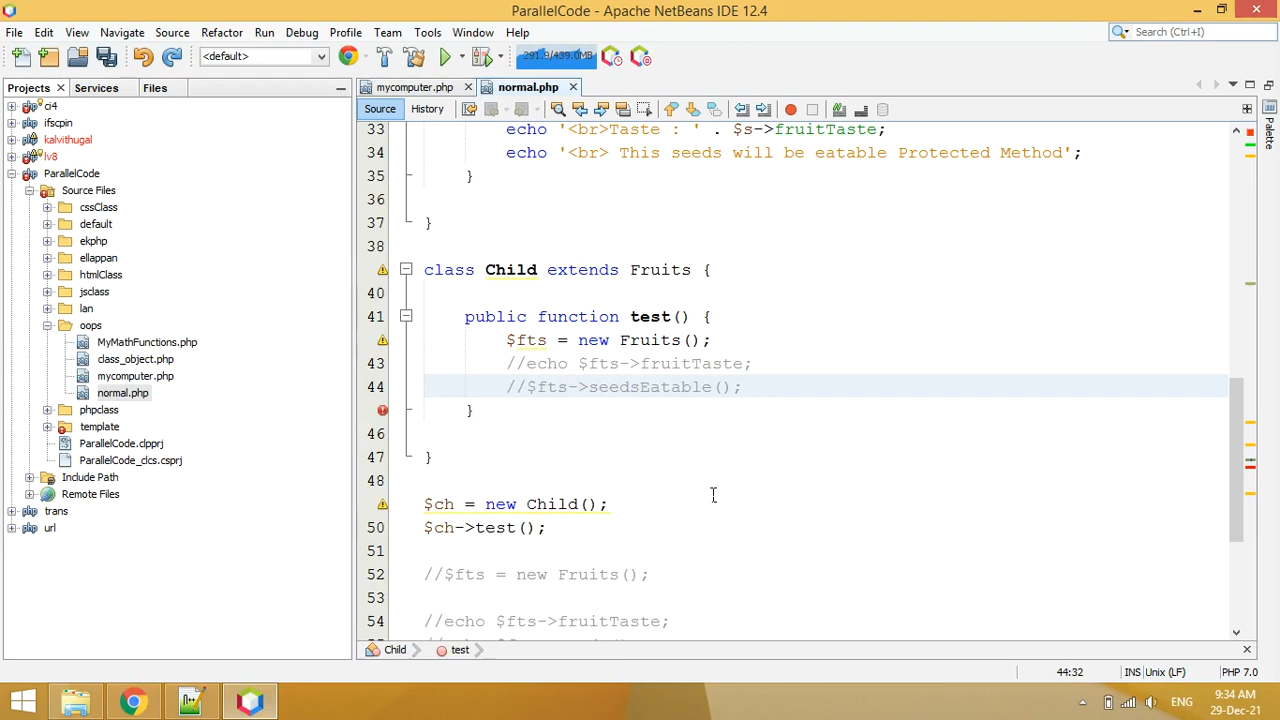 ParallelCode - Apache NetBeans IDE 12.4
File Edit View Navigate Source Refactor Run Debug Profile Team Tools Window Help
Search (Ctrl+I)
<default>
291.9/439.0MB
Projects Services Files
mycomputer.php normal.php
Source History
Palette
ci4
ifscpin
kalvithugal
lv8
ParallelCode
Source Files
cssClass
default
ekphp
ellappan
htmlClass
jsclass
lan
oops
MyMathFunctions.php
class_object.php
mycomputer.php
normal.php
phpclass
template
ParallelCode.clpprj
ParallelCode_clcs.csprj
Include Path
Remote Files
trans
url
33 echo '<br>Taste : ' . $s->fruitTaste;
34 echo '<br> This seeds will be eatable Protected Method';
35 }
36
37 }
38
class Child extends Fruits {
40
41 public function test() {
$fts = new Fruits();
43 //echo $fts->fruitTaste;
44 //$fts->seedsEatable();
}
46
47 }
48
$ch = new Child();
50 $ch->test();
51
52 //$fts = new Fruits();
53
54 //echo $fts->fruitTaste;
Child test
44:32 INS Unix (LF) PHP 7.0
ENG
9:34 AM
29-Dec-21